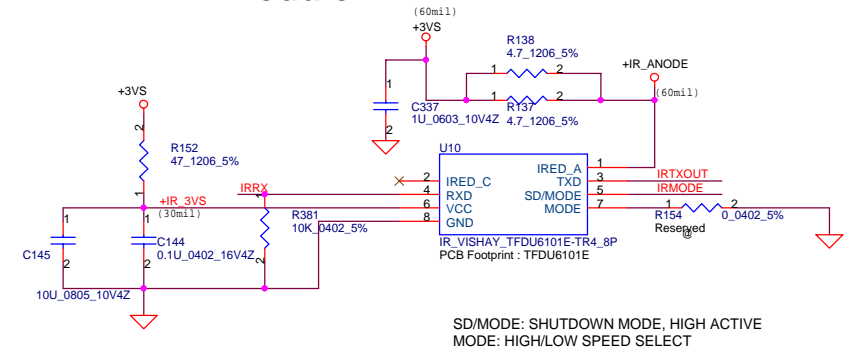 (60mil)
+3VS
R138
4.7_1206_5%
1
2
+IR_ANODE
(60mil)
1
2
R137
4.7_1206_5%
1
C337
1U_0603_10V4Z
2
+3VS
2
R152
47_1206_5%
1
+IR_3VS
(30mil)
U10
IRED_A
1
2
IRED_C
TXD
3
IRTXOUT
IRRX
4
RXD
SD/MODE
5
IRMODE
6
VCC
MODE
7
8
GND
1
2
R154
0_0402_5%
Reserved
@
IR_VISHAY_TFDU6101E-TR4_8P
PCB Footprint : TFDU6101E
1
R381
10K_0402_5%
2
1
C145
2
10U_0805_10V4Z
1
C144
0.1U_0402_16V4Z
2
SD/MODE: SHUTDOWN MODE, HIGH ACTIVE
MODE: HIGH/LOW SPEED SELECT